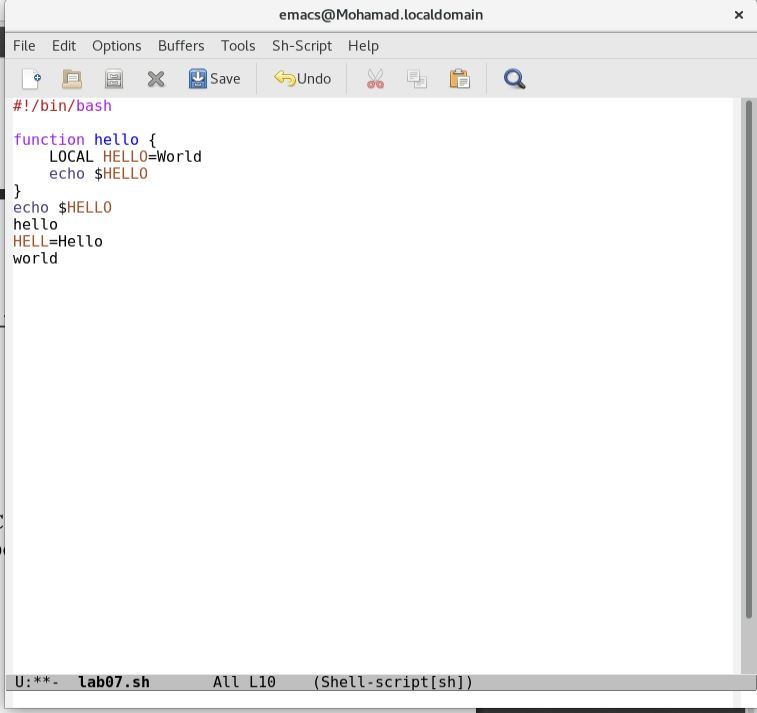 emacs@Mohamad.localdomain ×
File Edit Options Buffers Tools Sh-Script Help
Save Undo
#!/bin/bash
function hello {
    LOCAL HELLO=World
    echo $HELLO
}
echo $HELLO
hello
HELL=Hello
world
U:**-  lab07.sh       All L10    (Shell-script[sh])